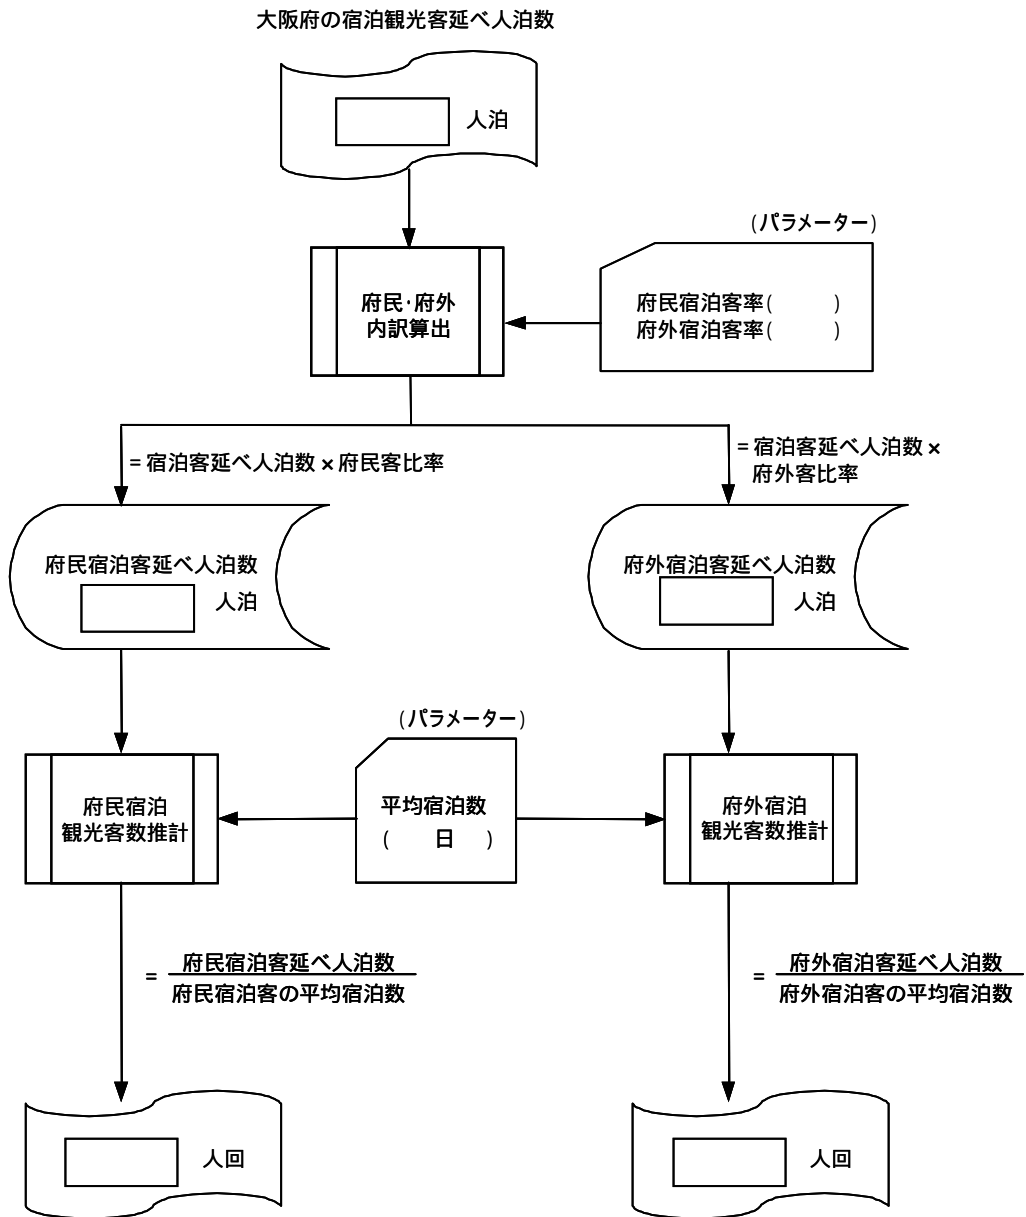 大阪府の宿泊観光客延べ人泊数
人泊
(パラメーター)
府民・府外
内訳算出
府民宿泊客率(　　　)
府外宿泊客率(　　　)
=宿泊客延べ人泊数×府民客比率
=宿泊客延べ人泊数×
府外客比率
府民宿泊客延べ人泊数
人泊
府外宿泊客延べ人泊数
人泊
(パラメーター)
府民宿泊
観光客数推計
平均宿泊数
(　　日　)
府外宿泊
観光客数推計
= 府民宿泊客延べ人泊数
府民宿泊客の平均宿泊数
= 府外宿泊客延べ人泊数
府外宿泊客の平均宿泊数
人回
人回